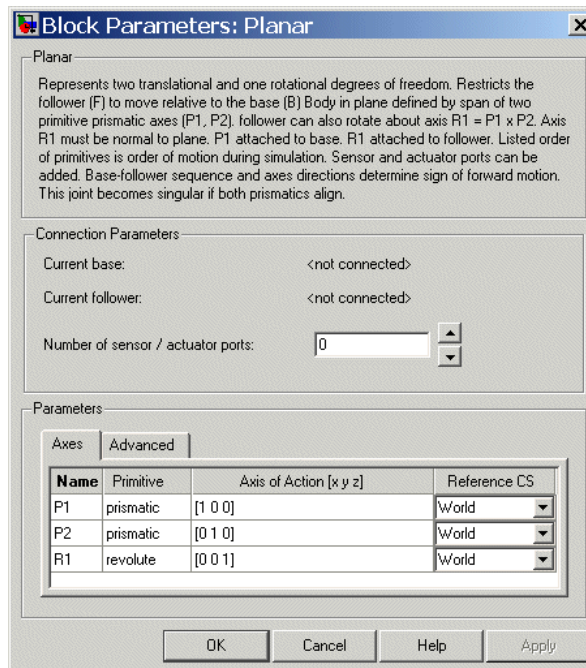 Block Parameters: Planar
Planar
Represents two translational and one rotational degrees of freedom. Restricts the
follower (F) to move relative to the base (B) Body in plane defined by span of two
primitive prismatic axes (P1, P2). follower can also rotate about axis R1 = P1 x P2. Axis
R1 must be normal to plane. P1 attached to base. R1 attached to follower. Listed order
of primitives is order of motion during simulation. Sensor and actuator ports can be
added. Base-follower sequence and axes directions determine sign of forward motion.
This joint becomes singular if both prismatics align.
Connection Parameters
Current base: <not connected>
Current follower: <not connected>
Number of sensor / actuator ports: 0
Parameters
Axes Advanced
Name Primitive Axis of Action [x y z] Reference CS
P1 prismatic [1 0 0] World
P2 prismatic [0 1 0] World
R1 revolute [0 0 1] World
OK Cancel Help Apply